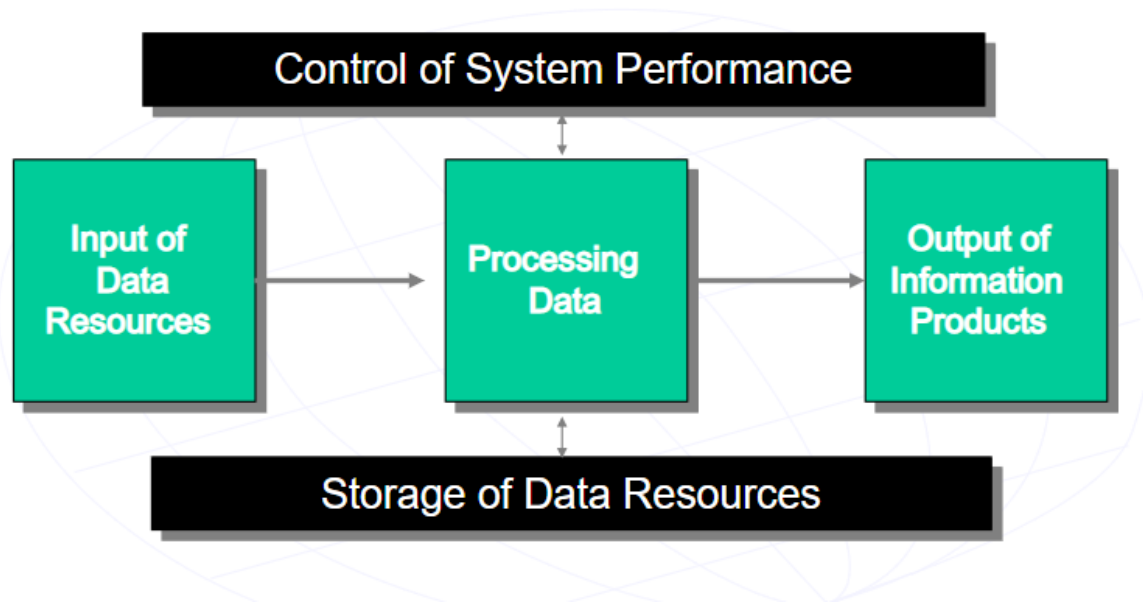 Control of System Performance
Input of
Data
Resources
Processing
Data
Output of
Information
Products
Storage of Data Resources